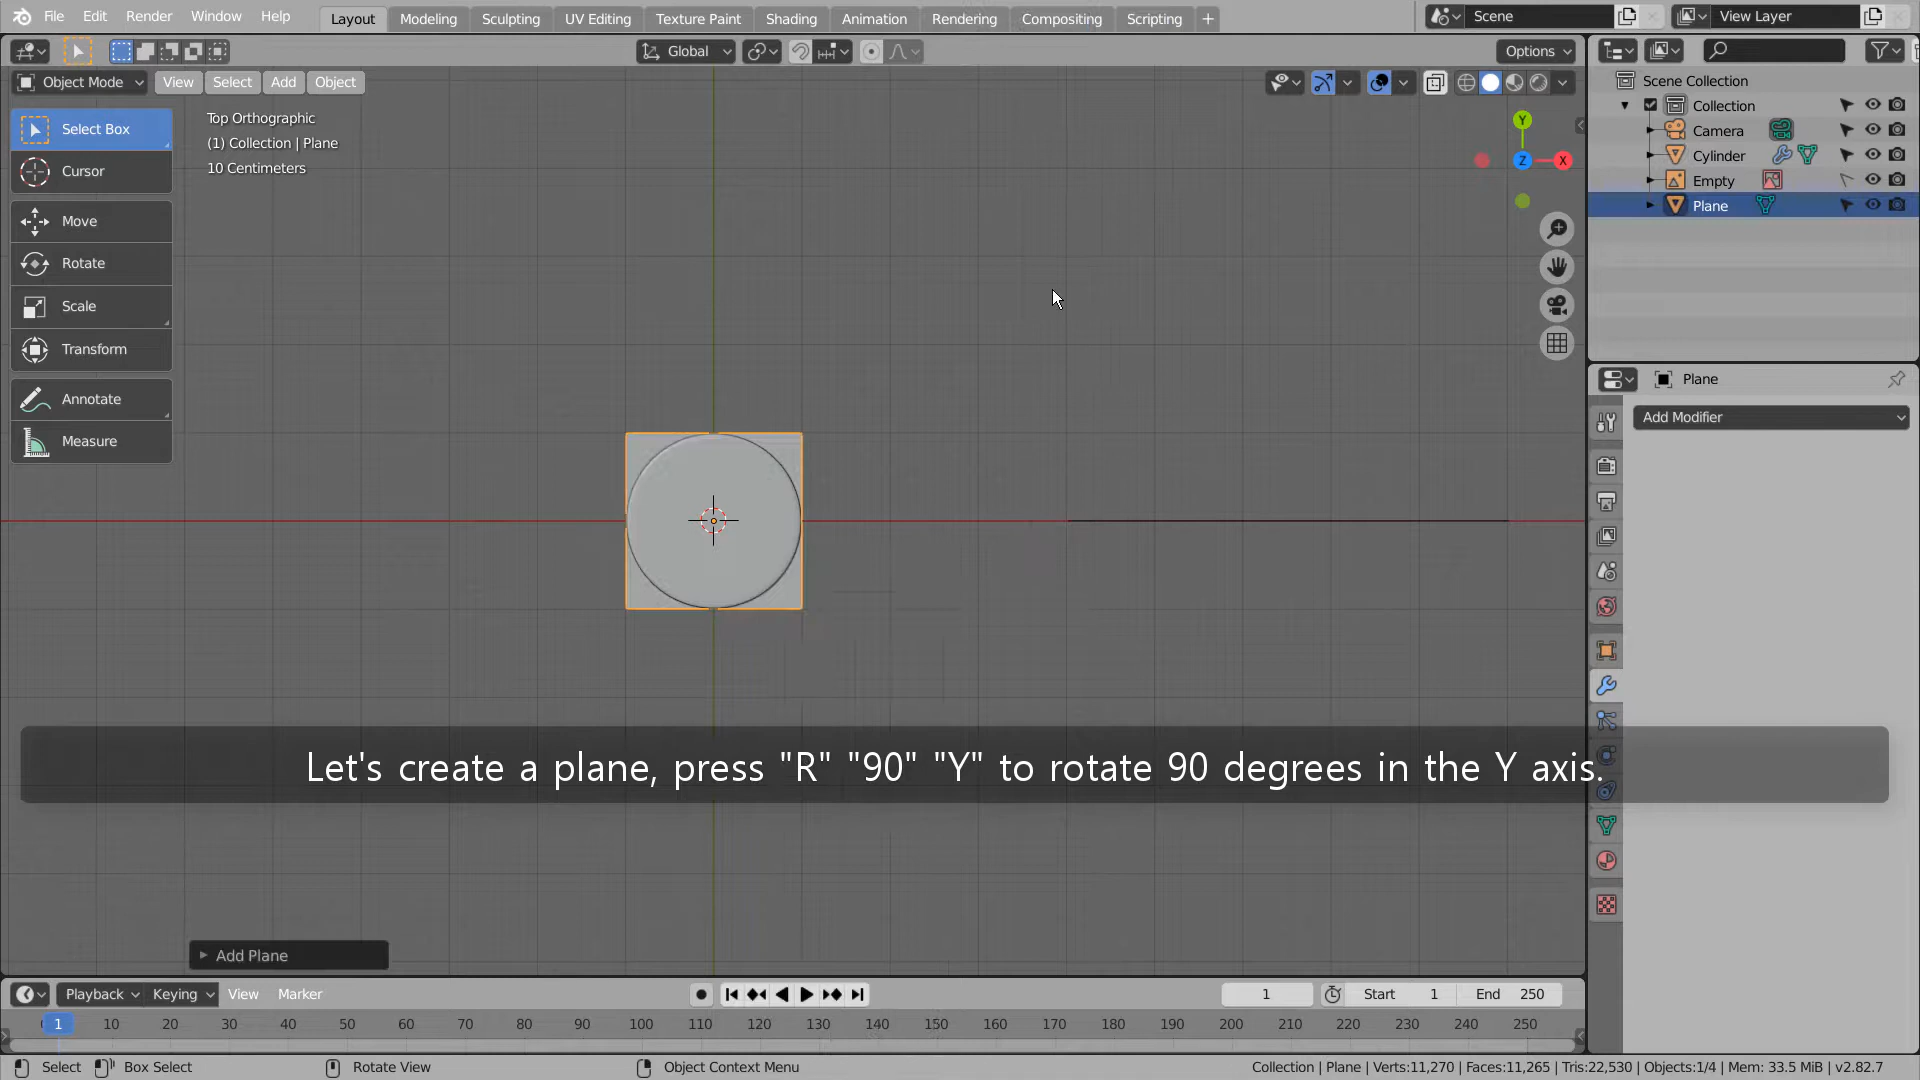 File Edit Render Window Help Layout Modeling Sculpting UV Editing Texture Paint Shading Animation Rendering Compositing Scripting + Scene View Layer
Global Options
Object Mode View Select Add Object
Scene Collection
Collection
Camera
Cylinder
Empty
Plane
Select Box
Cursor
Move
Rotate
Scale
Transform
Annotate
Measure
Top Orthographic
(1) Collection | Plane
10 Centimeters
Y
Z
X
Plane
Add Modifier
Let's create a plane, press "R" "90" "Y" to rotate 90 degrees in the Y axis.
Add Plane
Playback Keying View Marker 1 Start 1 End 250
1 10 20 30 40 50 60 70 80 90 100 110 120 130 140 150 160 170 180 190 200 210 220 230 240 250
Select Box Select Rotate View Object Context Menu Collection | Plane | Verts:11,270 | Faces:11,265 | Tris:22,530 | Objects:1/4 | Mem: 33.5 MiB | v2.82.7